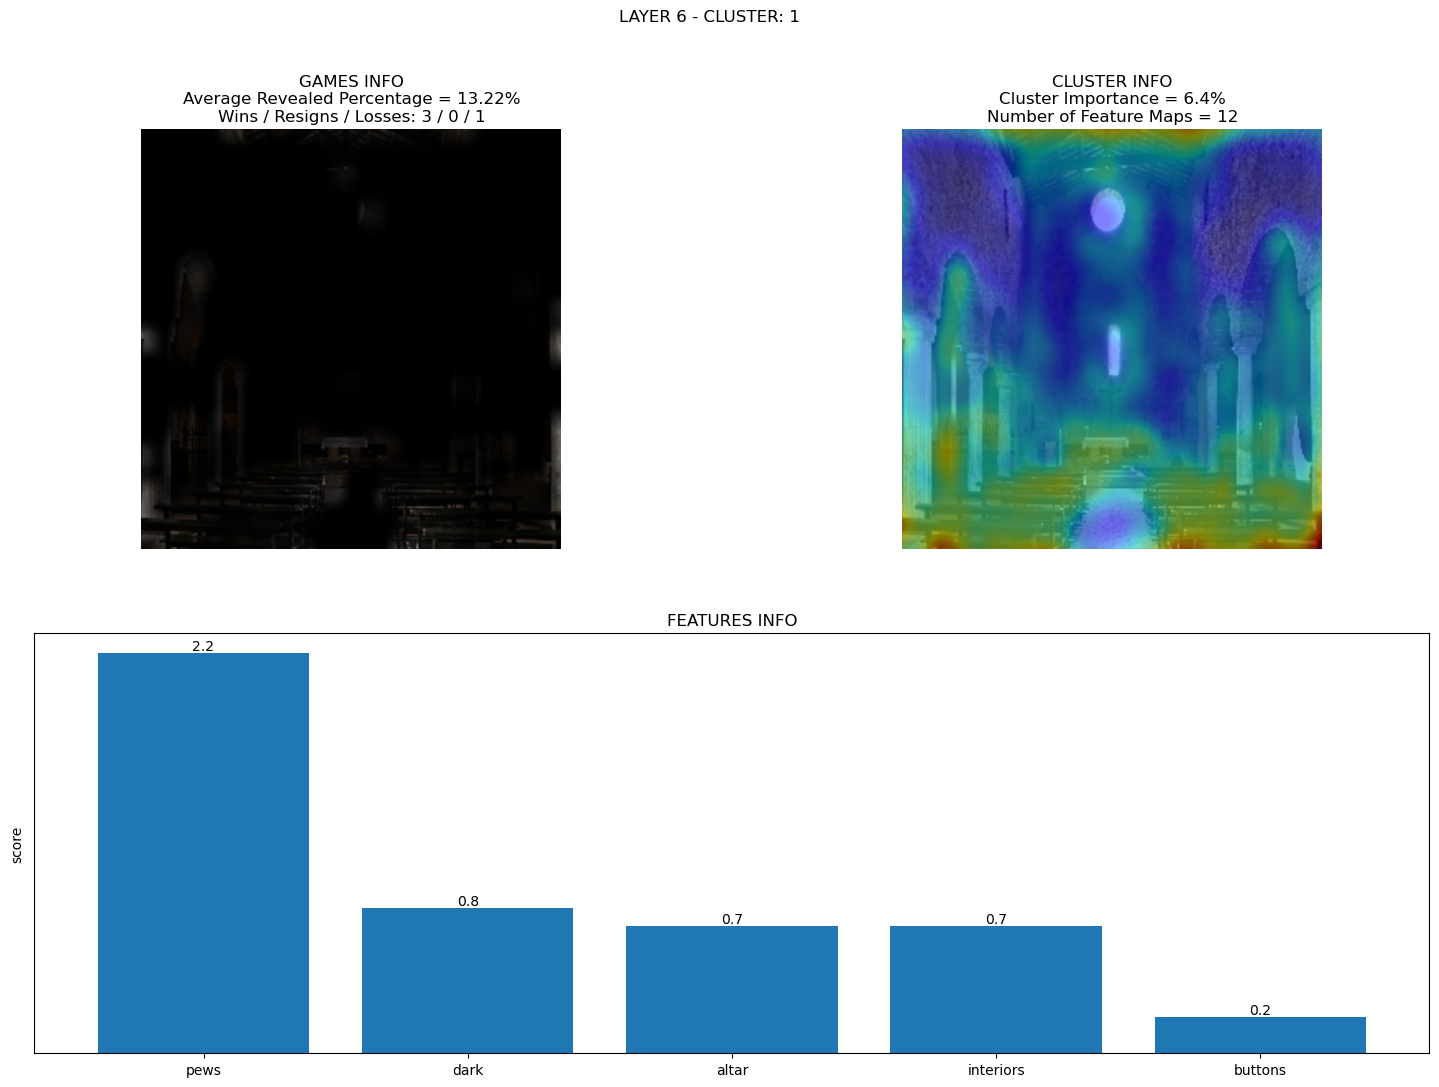 LAYER 6 - CLUSTER: 1
GAMES INFO
Average Revealed Percentage = 13.22%
Wins / Resigns / Losses: 3 / 0 / 1
CLUSTER INFO
Cluster Importance = 6.4%
Number of Feature Maps = 12
FEATURES INFO
score
2.2
0.8
0.7
0.7
0.2
pews
dark
altar
interiors
buttons